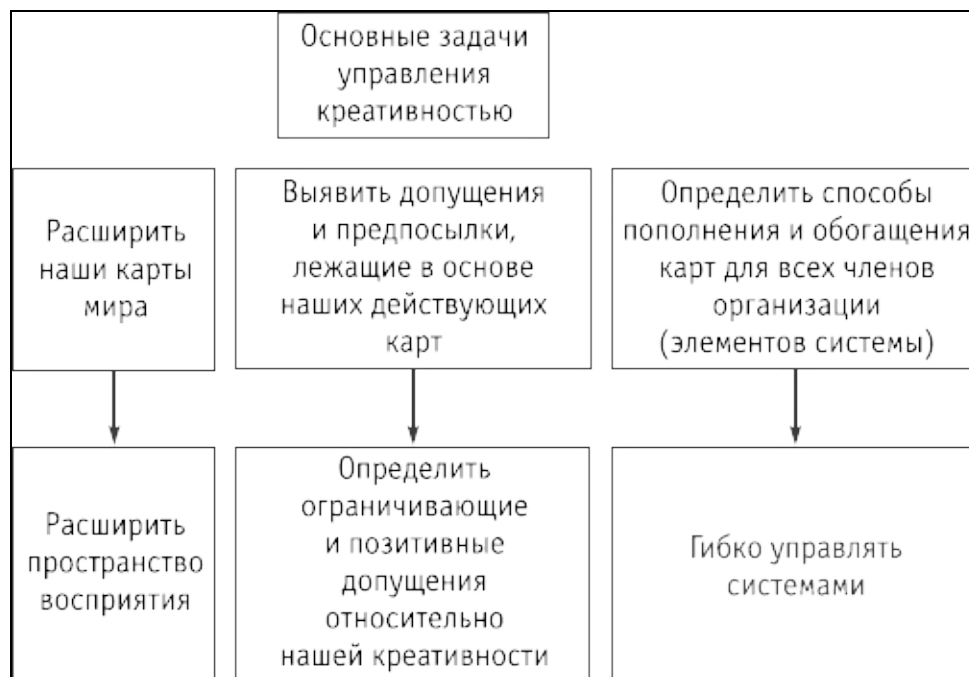 Основные задачи
управления
креативностью
Расширить
наши карты
мира
Выявить допущения
и предпосылки,
лежащие в основе
наших действующих
карт
Определить способы
пополнения и обогащения
карт для всех членов
организации
(элементов системы)
Расширить
пространство
восприятия
Определить
ограничивающие
и позитивные
допущения
относительно
нашей креативности
Гибко управлять
системами